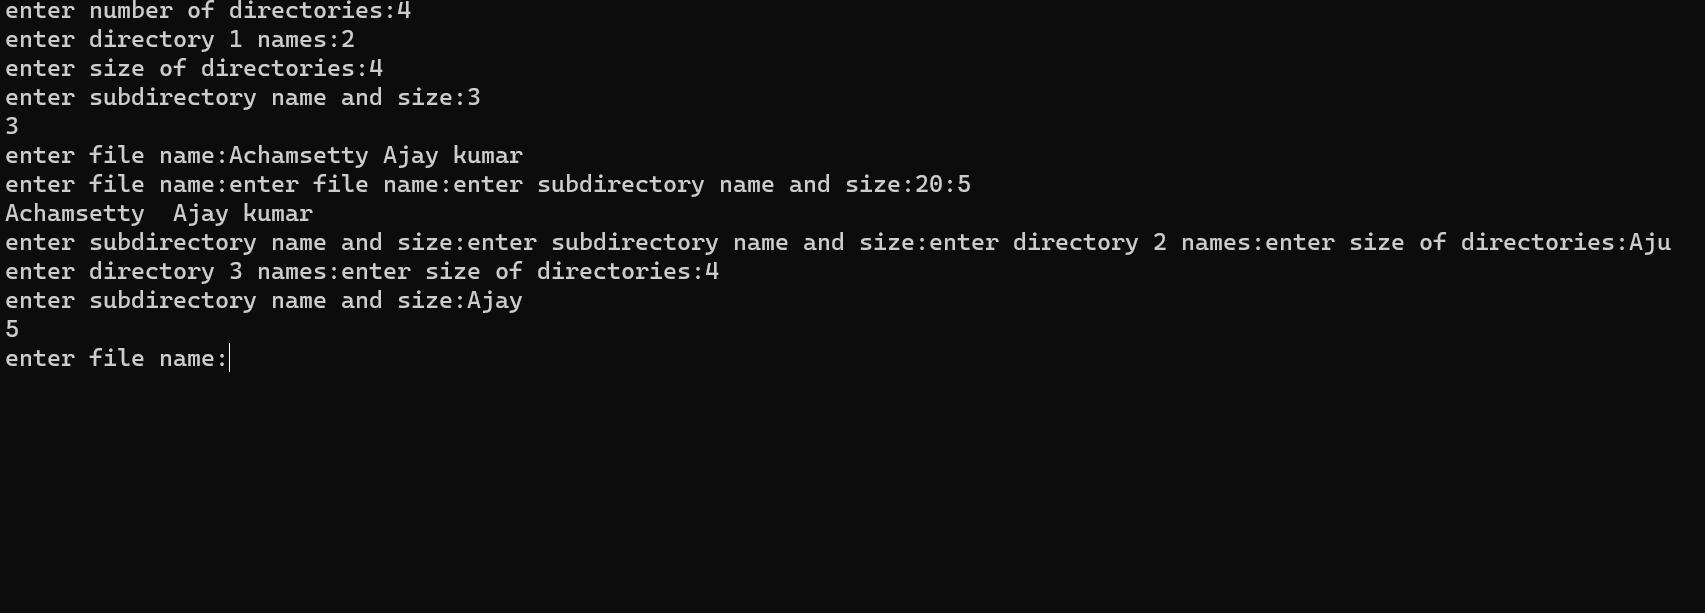 enter number of directories:4
enter directory 1 names:2
enter size of directories:4
enter subdirectory name and size:3
3
enter file name:Achamsetty Ajay kumar
enter file name:enter file name:enter subdirectory name and size:20:5
Achamsetty  Ajay kumar
enter subdirectory name and size:enter subdirectory name and size:enter directory 2 names:enter size of directories:Aju
enter directory 3 names:enter size of directories:4
enter subdirectory name and size:Ajay
5
enter file name: